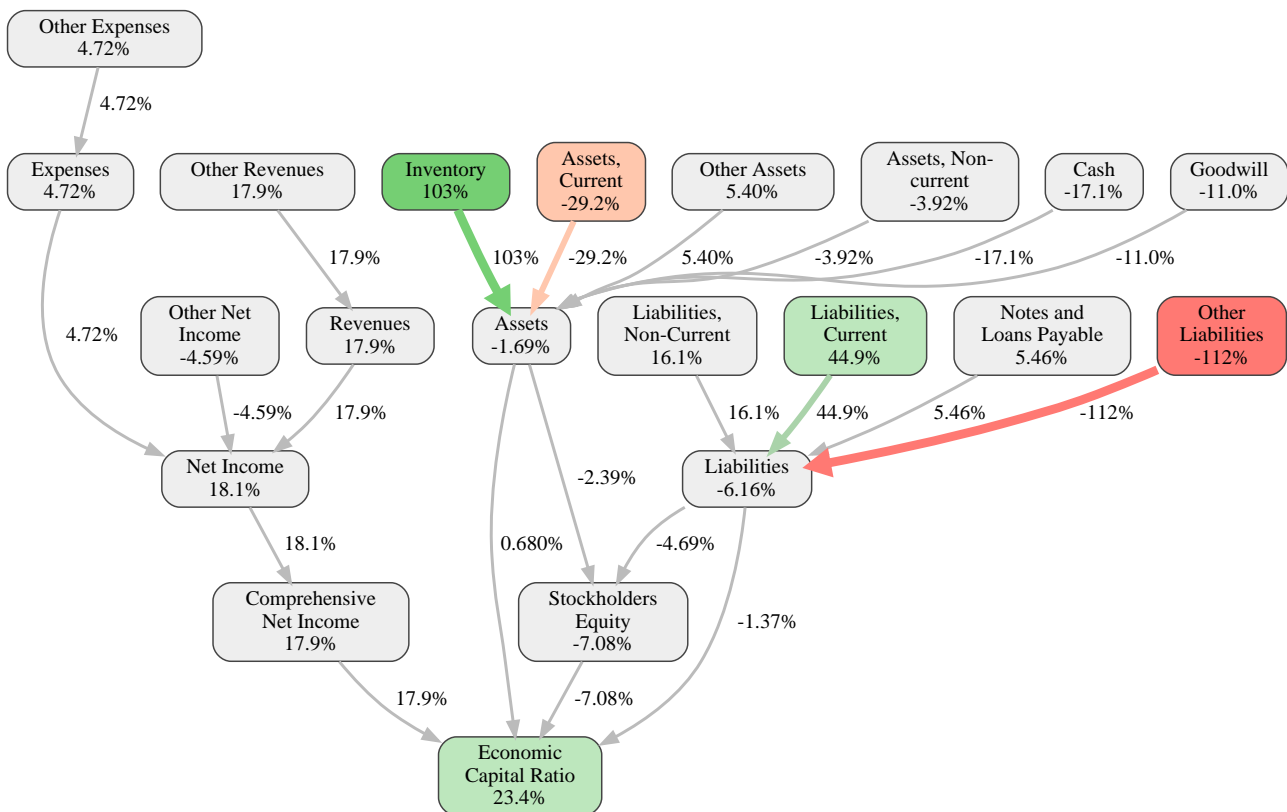 Other Expenses
4.72%
4.72%
Expenses
4.72%
Other Revenues
17.9%
Inventory
103%
Assets,
Current
-29.2%
Other Assets
5.40%
Assets, Non-
current
-3.92%
Cash
-17.1%
Goodwill
-11.0%
17.9%
103%
-29.2%
5.40%
-3.92%
-17.1%
-11.0%
4.72%
Other Net
Income
-4.59%
Revenues
17.9%
Assets
-1.69%
Liabilities,
Non-Current
16.1%
Liabilities,
Current
44.9%
Notes and
Loans Payable
5.46%
Other
Liabilities
-112%
-4.59%
17.9%
16.1%
44.9%
5.46%
-112%
Net Income
18.1%
Liabilities
-6.16%
-2.39%
18.1%
0.680%
-4.69%
Comprehensive
Net Income
17.9%
Stockholders
Equity
-7.08%
-1.37%
17.9%
-7.08%
Economic
Capital Ratio
23.4%